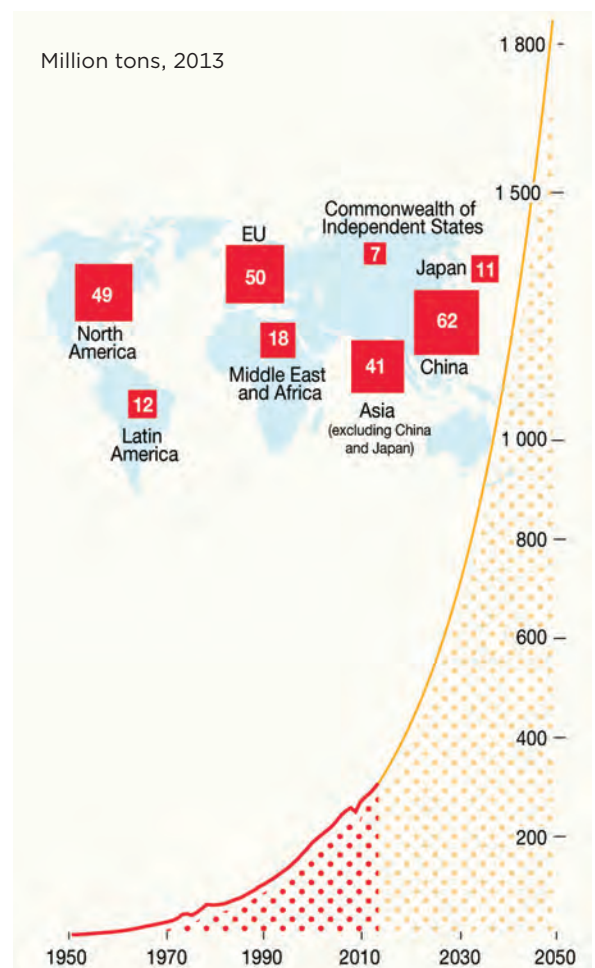 Million tons, 2013
1 800
1 500
1 000
800
600
400
200
49
North
America
12
Latin
America
EU
50
18
Middle East
and Africa
Commonwealth of
Independent States
7
Japan 11
62
China
41
Asia
(excluding China
and Japan)
1950 1970 1990 2010 2030 2050